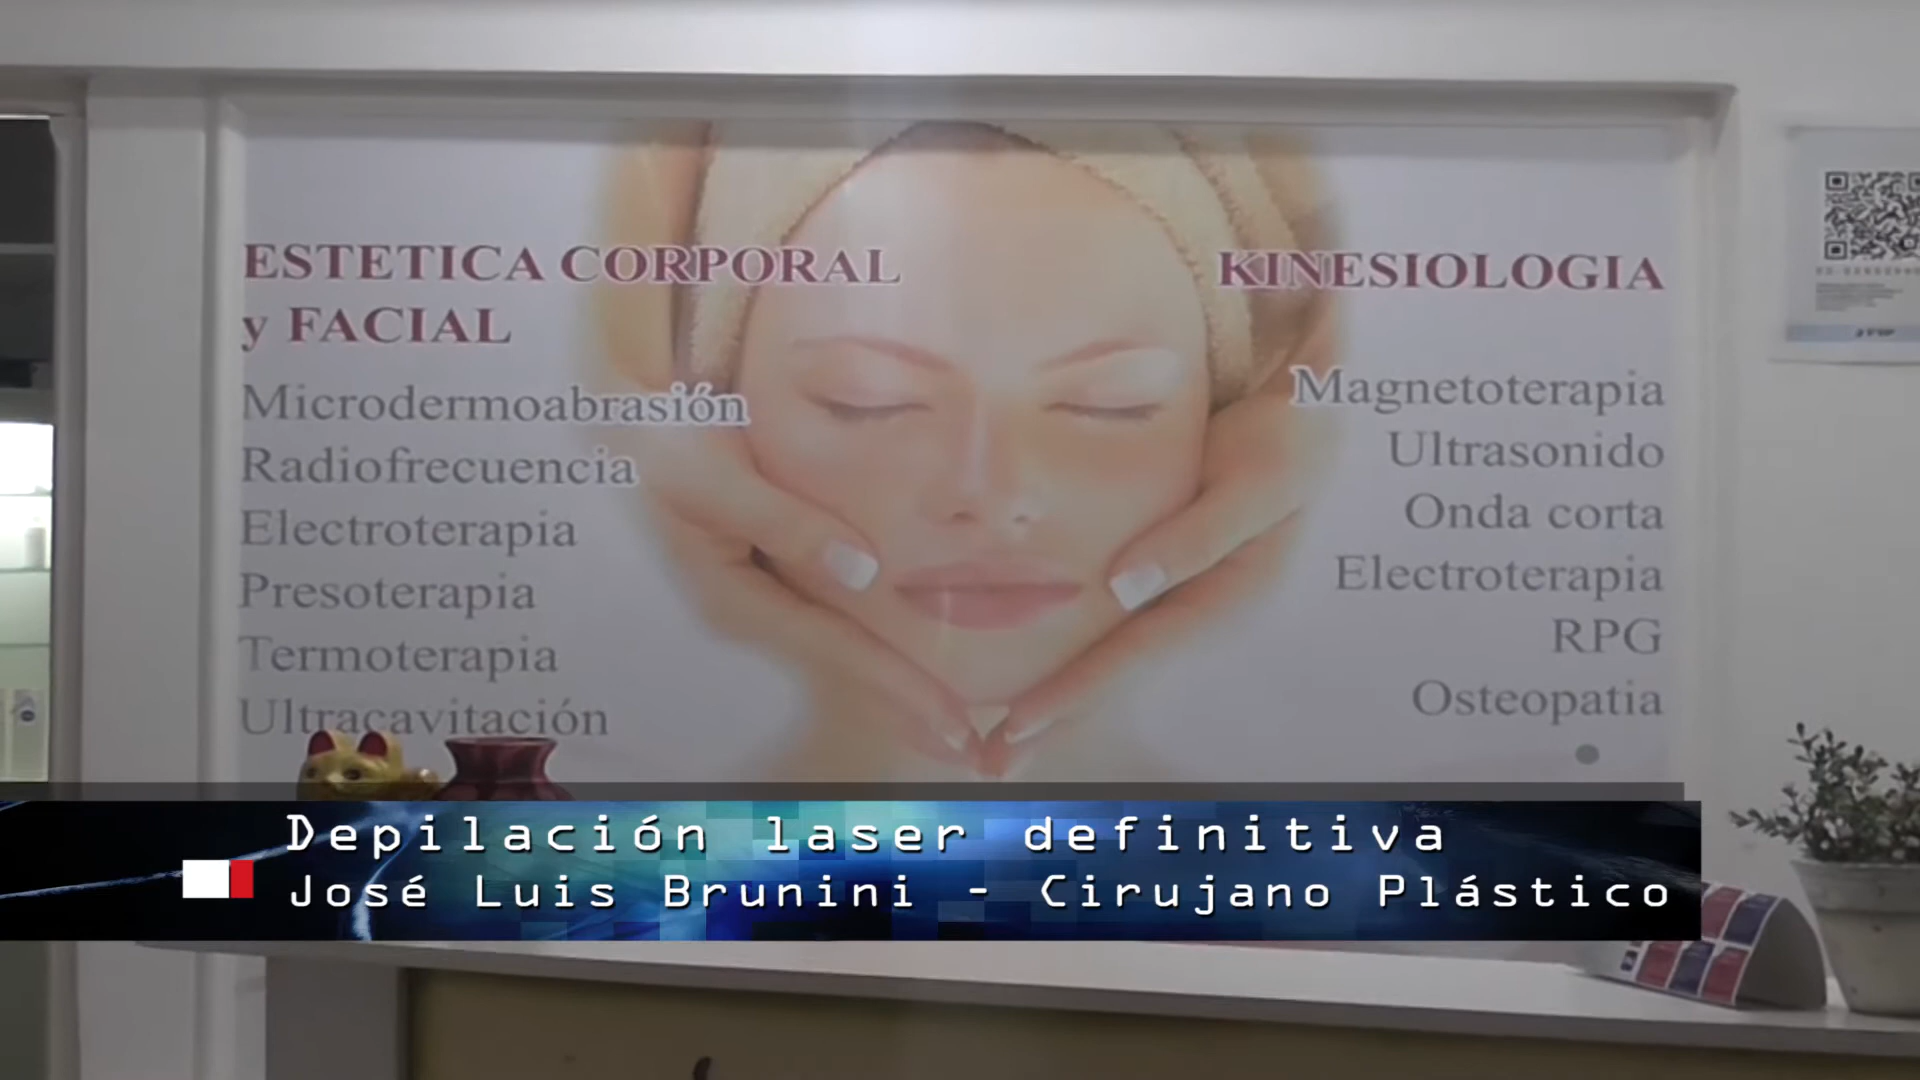 ESTETICA CORPORAL
y FACIAL
Microdermoabrasión
Radiofrecuencia
Electroterapia
Presoterapia
Termoterapia
Ultracavitación
KINESIOLOGIA
Magnetoterapia
Ultrasonido
Onda corta
Electroterapia
RPG
Osteopatia
Depilación laser definitiva
José Luis Brunini - Cirujano Plástico